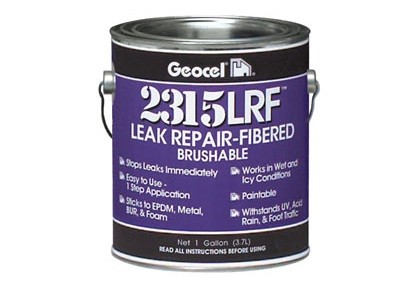 Geocel
2315LRF™
LEAK REPAIR-FIBERED
BRUSHABLE
Stops Leaks Immediately
Easy to Use -
1 Step Application
Sticks to EPDM, Metal,
BUR, & Foam
Works in Wet and
Icy Conditions
Paintable
Withstands UV, Acid
Rain, & Foot Traffic
Net 1 Gallon (3.7L)
READ ALL INSTRUCTIONS BEFORE USING